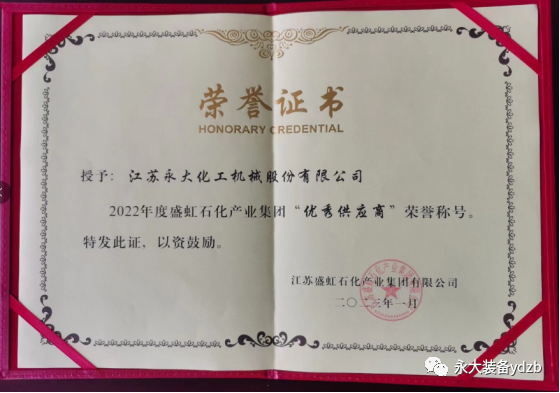 荣誉证书
HONORARY CREDENTIAL
授予：江苏永大化工机械股份有限公司
2022年度盛虹石化产业集团“优秀供应商”荣誉称号。
特发此证，以资鼓励。
江苏盛虹石化产业集团有限公司
二〇二三年一月
永大装备ydzb